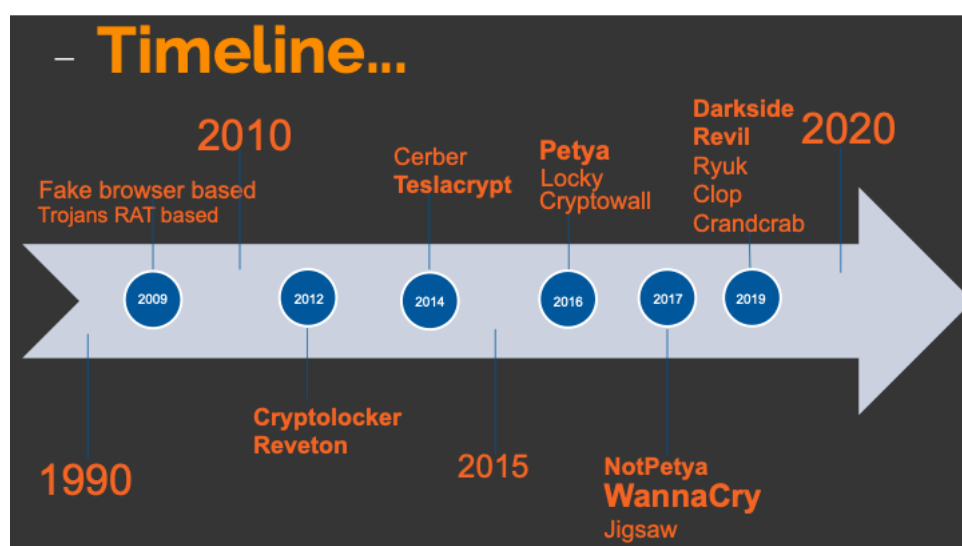 – Timeline...
2010
Fake browser based
Trojans RAT based
Cerber
Teslacrypt
Petya
Locky
Cryptowall
Darkside
Revil
Ryuk
Clop
Crandcrab
2020
2009
2012
2014
2016
2017
2019
1990
Cryptolocker
Reveton
2015
NotPetya
WannaCry
Jigsaw